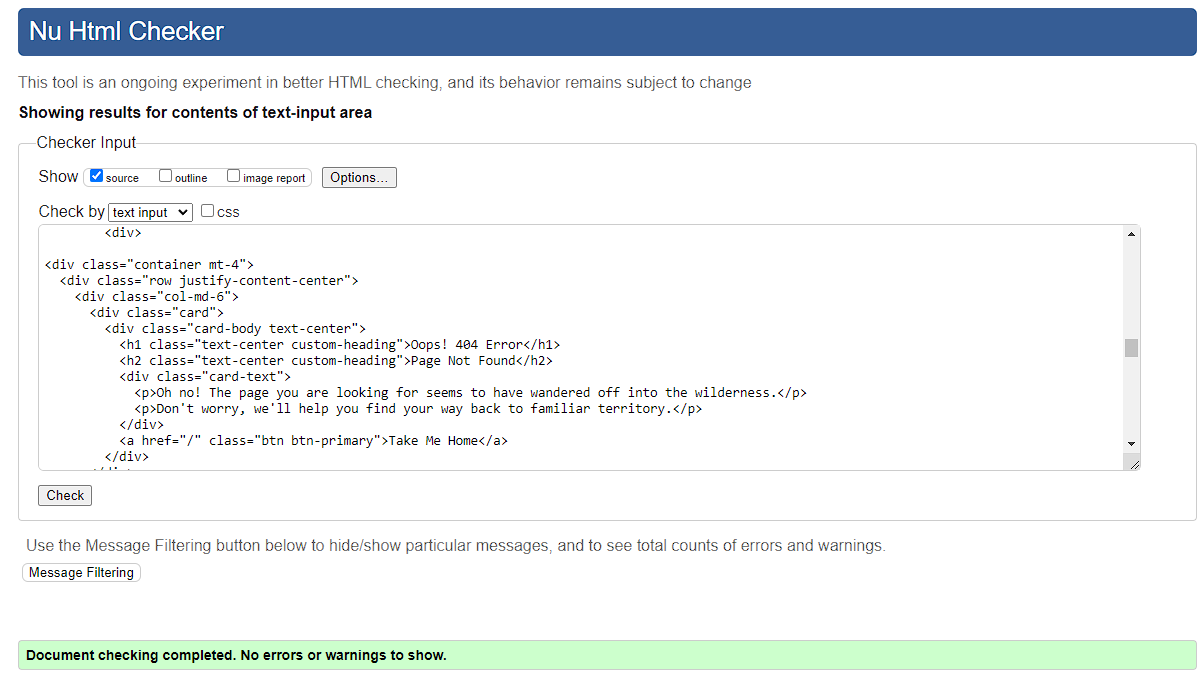 Nu Html Checker
This tool is an ongoing experiment in better HTML checking, and its behavior remains subject to change
Showing results for contents of text-input area
Checker Input
Show source outline image report Options...
Check by text input css
<div>
<div class="container mt-4">
<div class="row justify-content-center">
<div class="col-md-6">
<div class="card">
<div class="card-body text-center">
<h1 class="text-center custom-heading">Oops! 404 Error</h1>
<h2 class="text-center custom-heading">Page Not Found</h2>
<div class="card-text">
<p>Oh no! The page you are looking for seems to have wandered off into the wilderness.</p>
<p>Don't worry, we'll help you find your way back to familiar territory.</p>
</div>
<a href="/" class="btn btn-primary">Take Me Home</a>
</div>
Check
Use the Message Filtering button below to hide/show particular messages, and to see total counts of errors and warnings.
Message Filtering
Document checking completed. No errors or warnings to show.